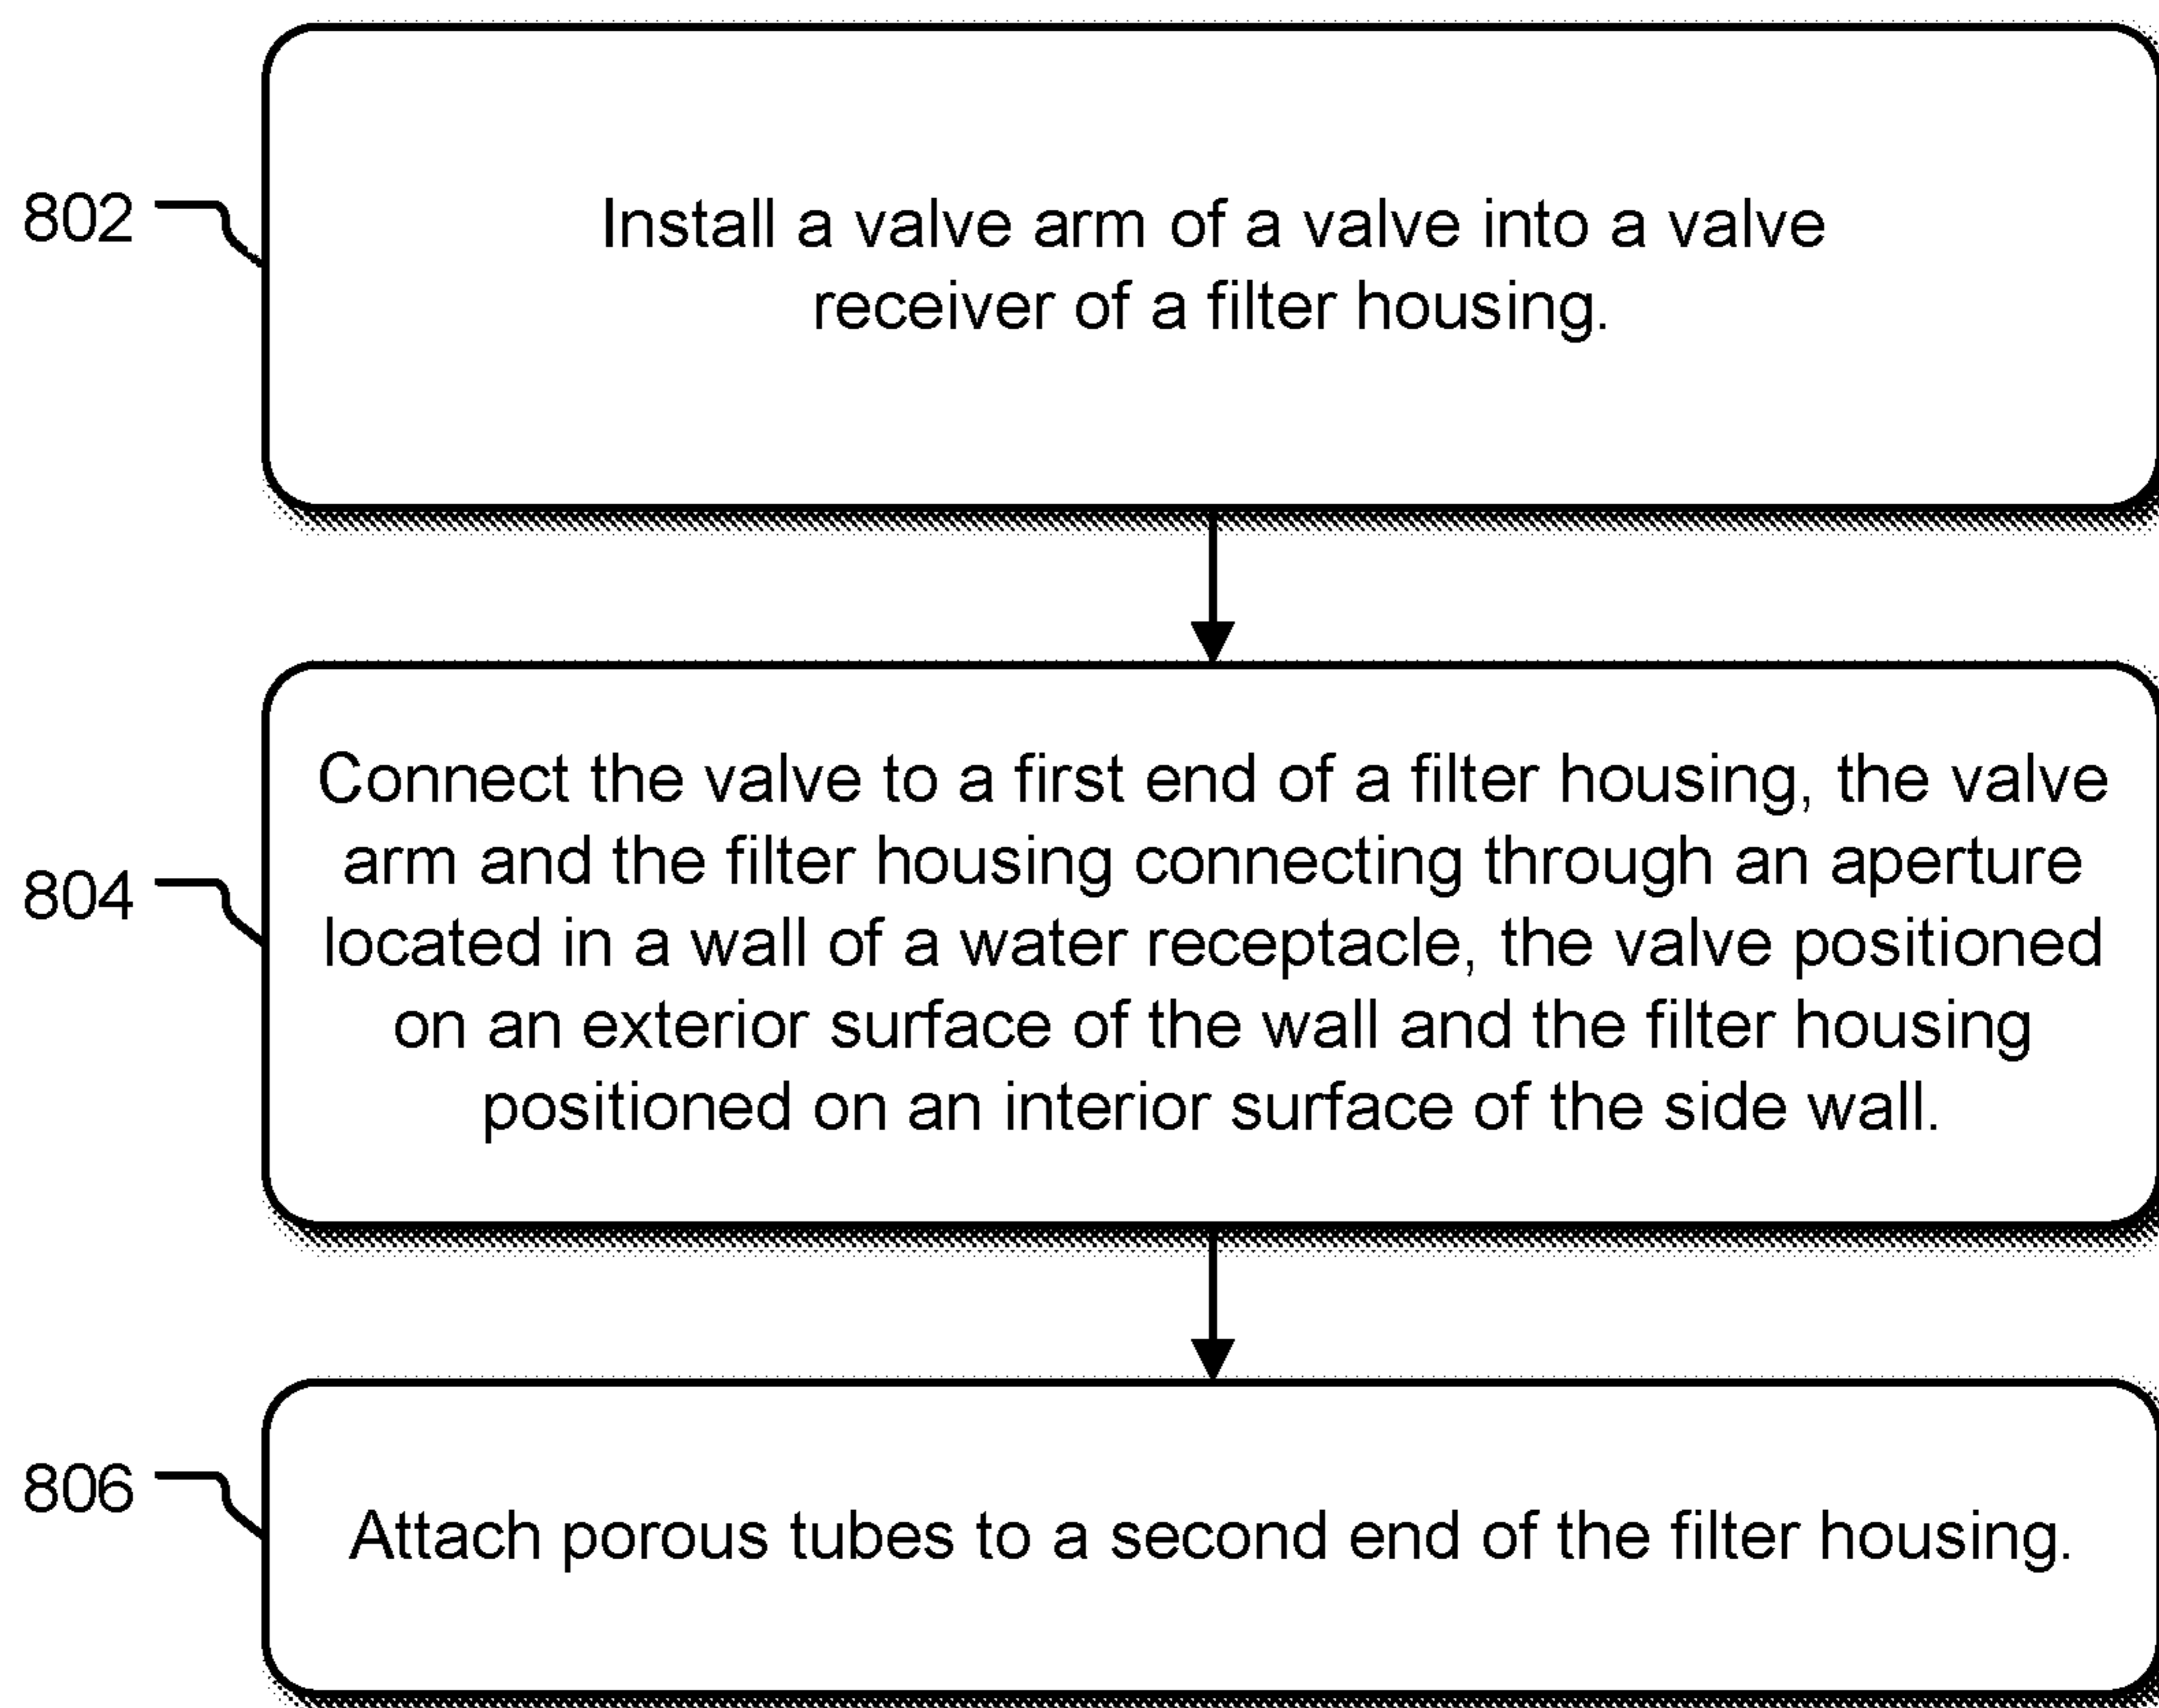 802
Install a valve arm of a valve into a valve
receiver of a filter housing.
804
Connect the valve to a first end of a filter housing, the valve
arm and the filter housing connecting through an aperture
located in a wall of a water receptacle, the valve positioned
on an exterior surface of the wall and the filter housing
positioned on an interior surface of the side wall.
806
Attach porous tubes to a second end of the filter housing.